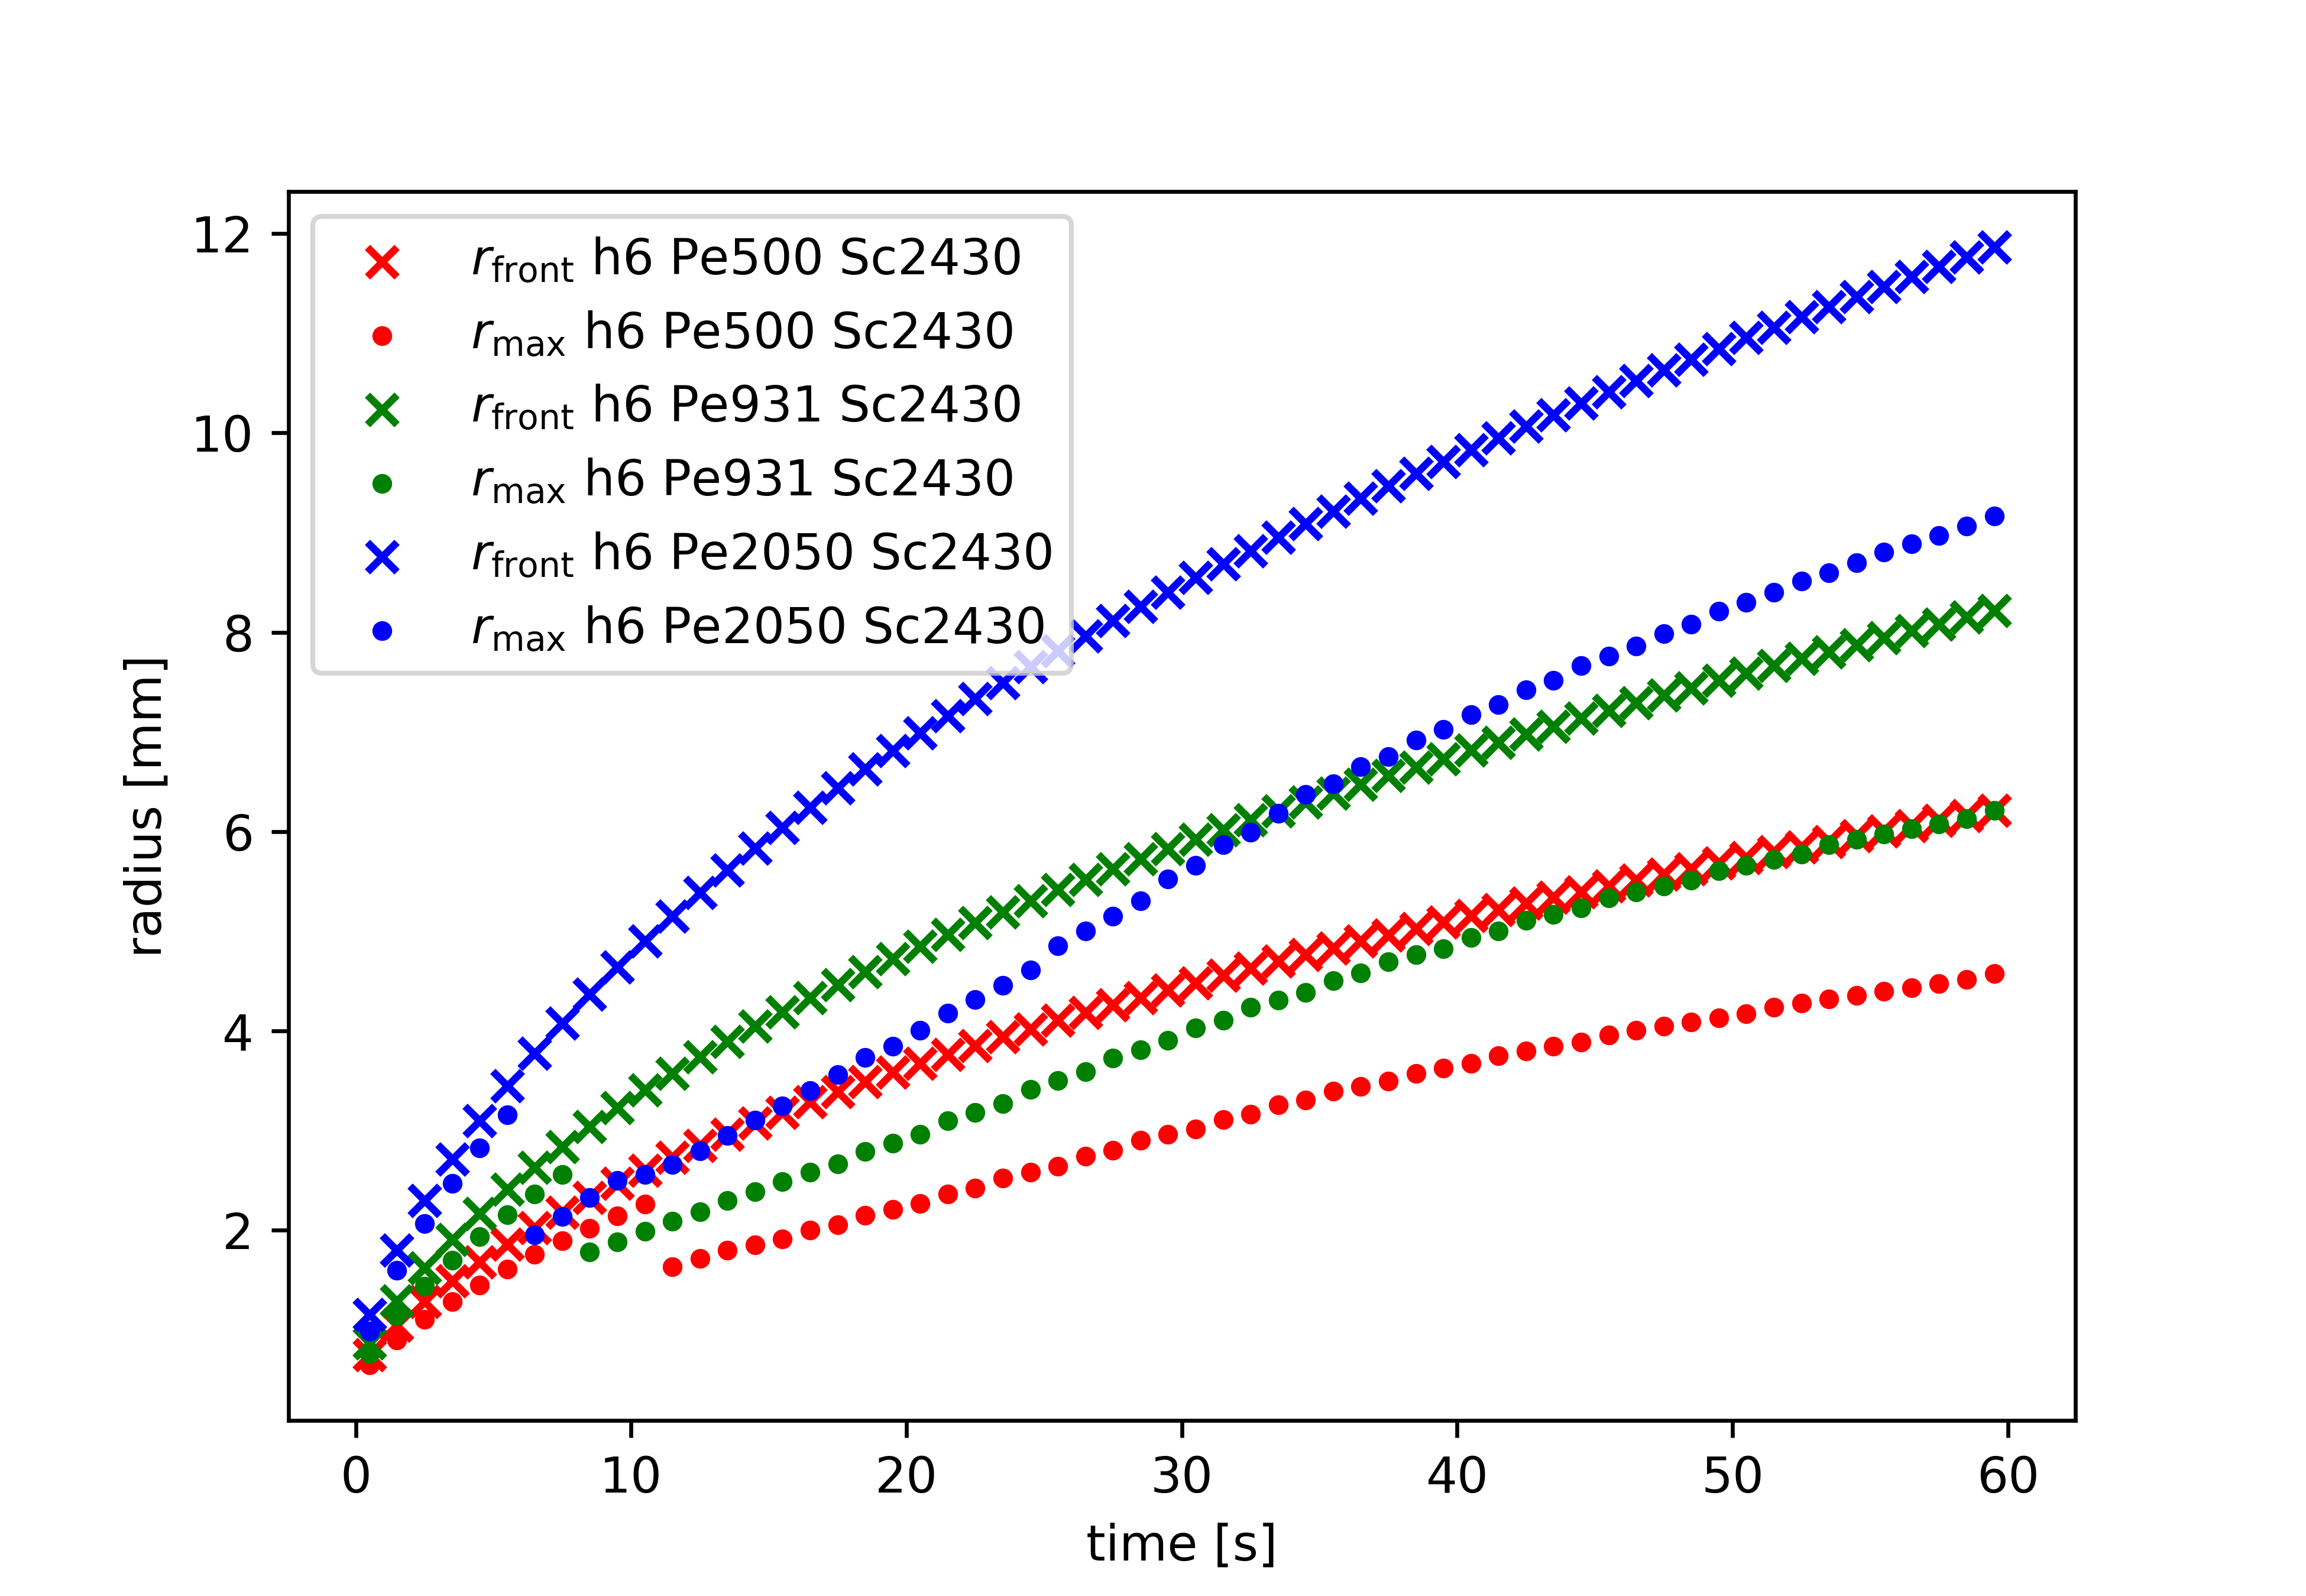 12
10
8
6
4
2
radius [mm]
r_front h6 Pe500 Sc2430
r_max h6 Pe500 Sc2430
r_front h6 Pe931 Sc2430
r_max h6 Pe931 Sc2430
r_front h6 Pe2050 Sc2430
r_max h6 Pe2050 Sc2430
0 10 20 30 40 50 60
time [s]